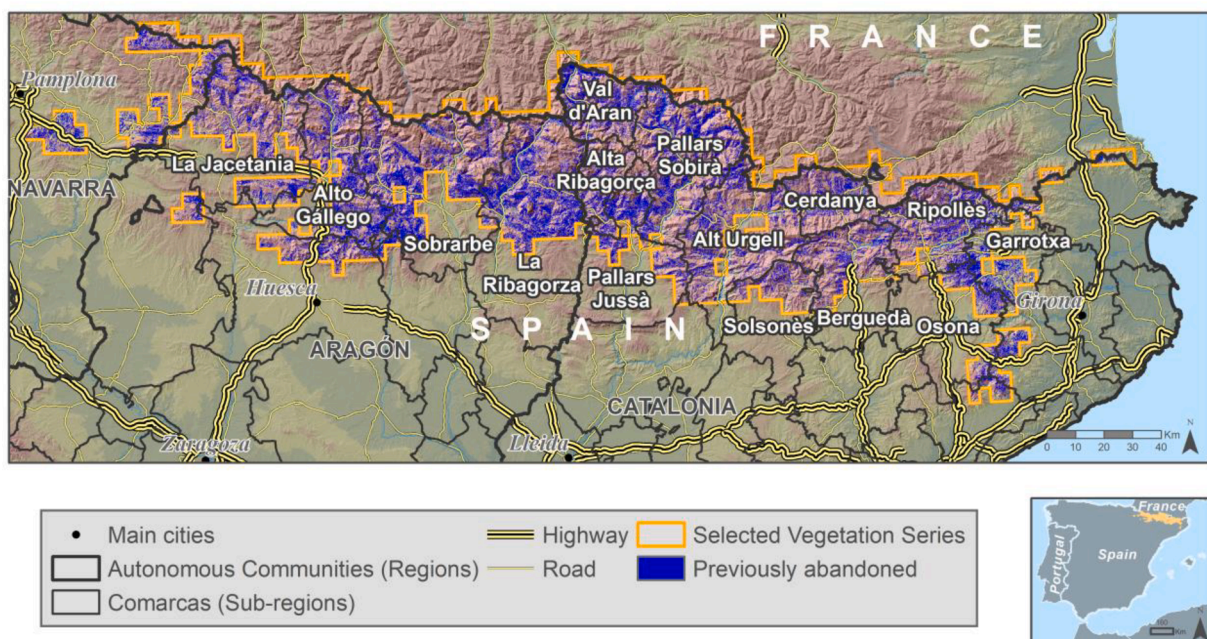 FRANCE
Pamplona
Val
d'Aran
Pallars
Sobirà
La Jacetania
Alta
Ribagorça
NAVARRA
Alto
Gállego
Cerdanya
Ripollès
Sobrarbe
Alt Urgell
Garrotxa
La
Ribagorza
Pallars
Jussà
Huesca
Girona
SPAIN
Solsonès
Berguedà
Osona
ARAGÓN
CATALONIA
Zaragoza
Lleida
N
Km
0 10 20 30 40
Main cities
Highway
Selected Vegetation Series
Autonomous Communities (Regions)
Road
Previously abandoned
Comarcas (Sub-regions)
France
Portugal
Spain
N
Km